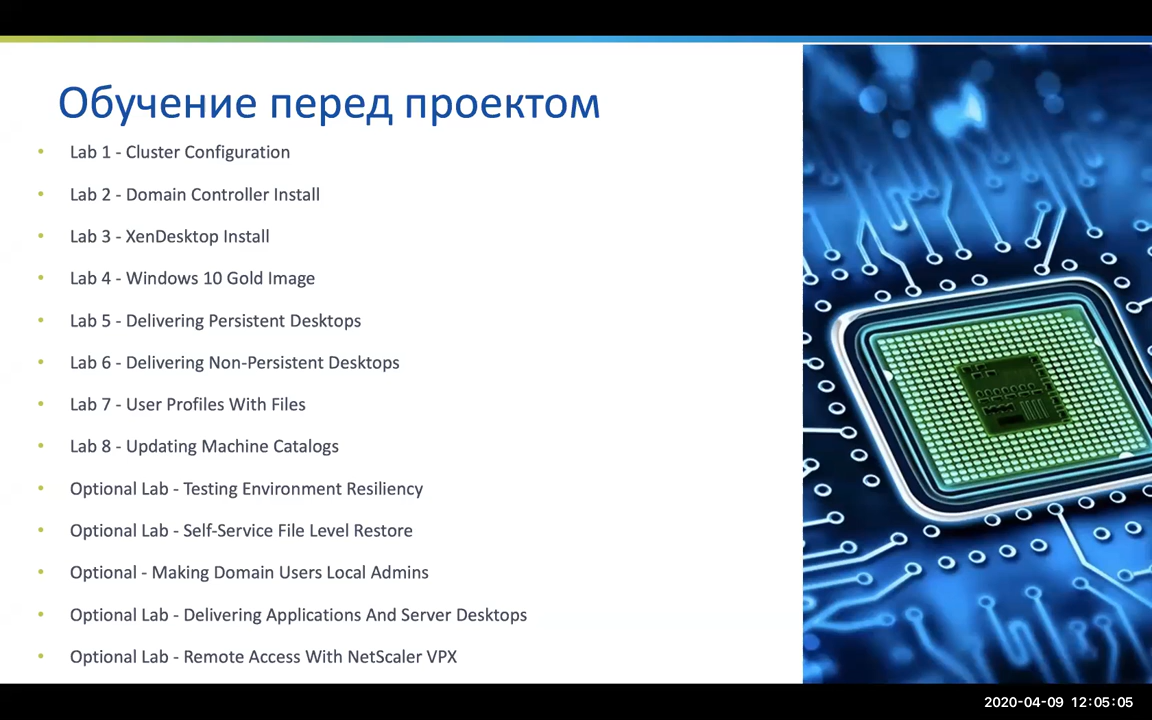 Обучение перед проектом
• Lab 1 - Cluster Configuration
• Lab 2 - Domain Controller Install
• Lab 3 - XenDesktop Install
• Lab 4 - Windows 10 Gold Image
• Lab 5 - Delivering Persistent Desktops
• Lab 6 - Delivering Non-Persistent Desktops
• Lab 7 - User Profiles With Files
• Lab 8 - Updating Machine Catalogs
• Optional Lab - Testing Environment Resiliency
• Optional Lab - Self-Service File Level Restore
• Optional - Making Domain Users Local Admins
• Optional Lab - Delivering Applications And Server Desktops
• Optional Lab - Remote Access With NetScaler VPX
2020-04-09 12:05:05